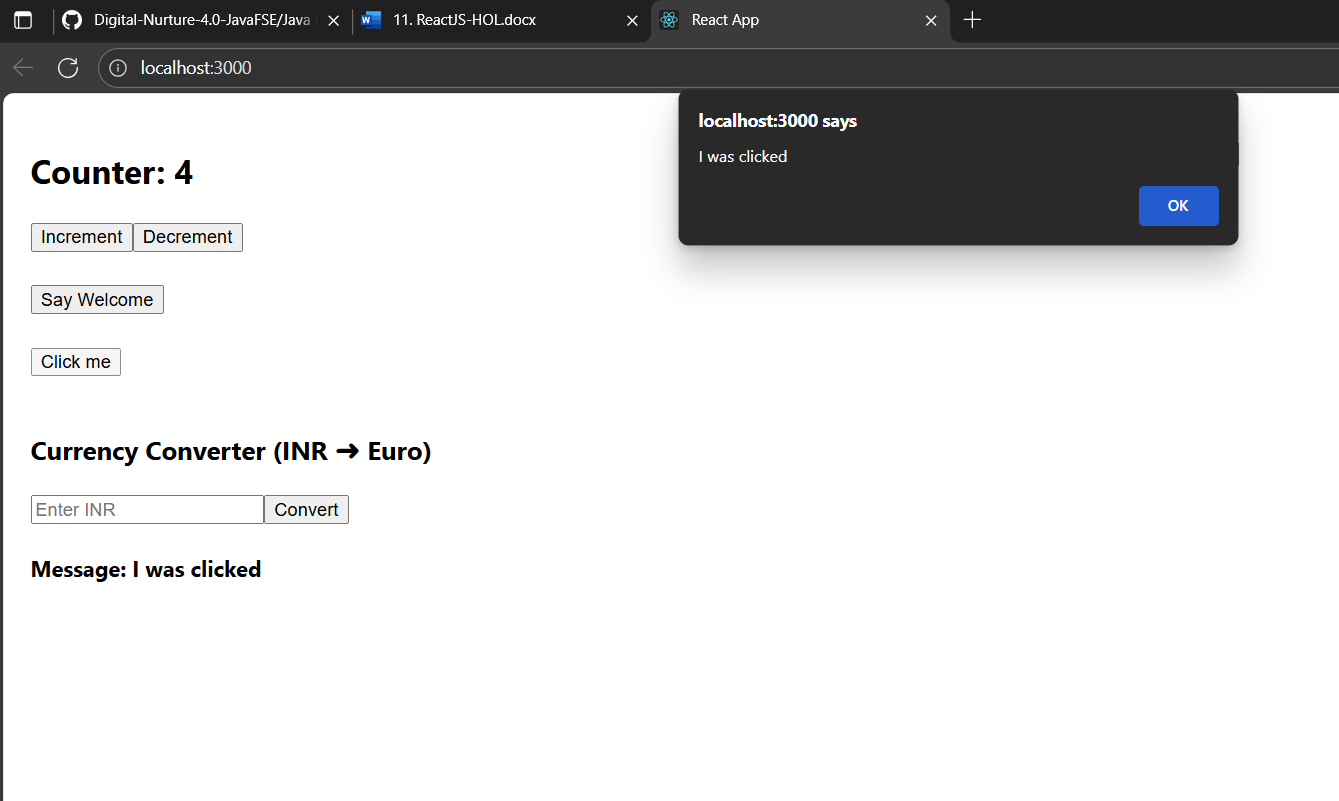 Digital-Nurture-4.0-JavaFSE/Java
11. ReactJS-HOL.docx
React App
localhost:3000
localhost:3000 says
I was clicked
OK
Counter: 4
Increment
Decrement
Say Welcome
Click me
Currency Converter (INR ➜ Euro)
Enter INR
Convert
Message: I was clicked